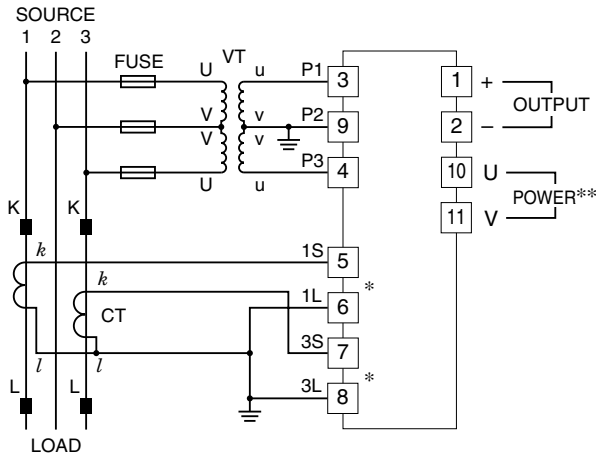 SOURCE
1 2 3
FUSE
VT
U u P1 3
V v P2 9
V v
U u P3 4
1 +
2 −
OUTPUT
10 U
11 V
POWER**
K K
k 1S 5
*
k 1L 6
CT
3S 7
*
l l
3L 8
L L
LOAD